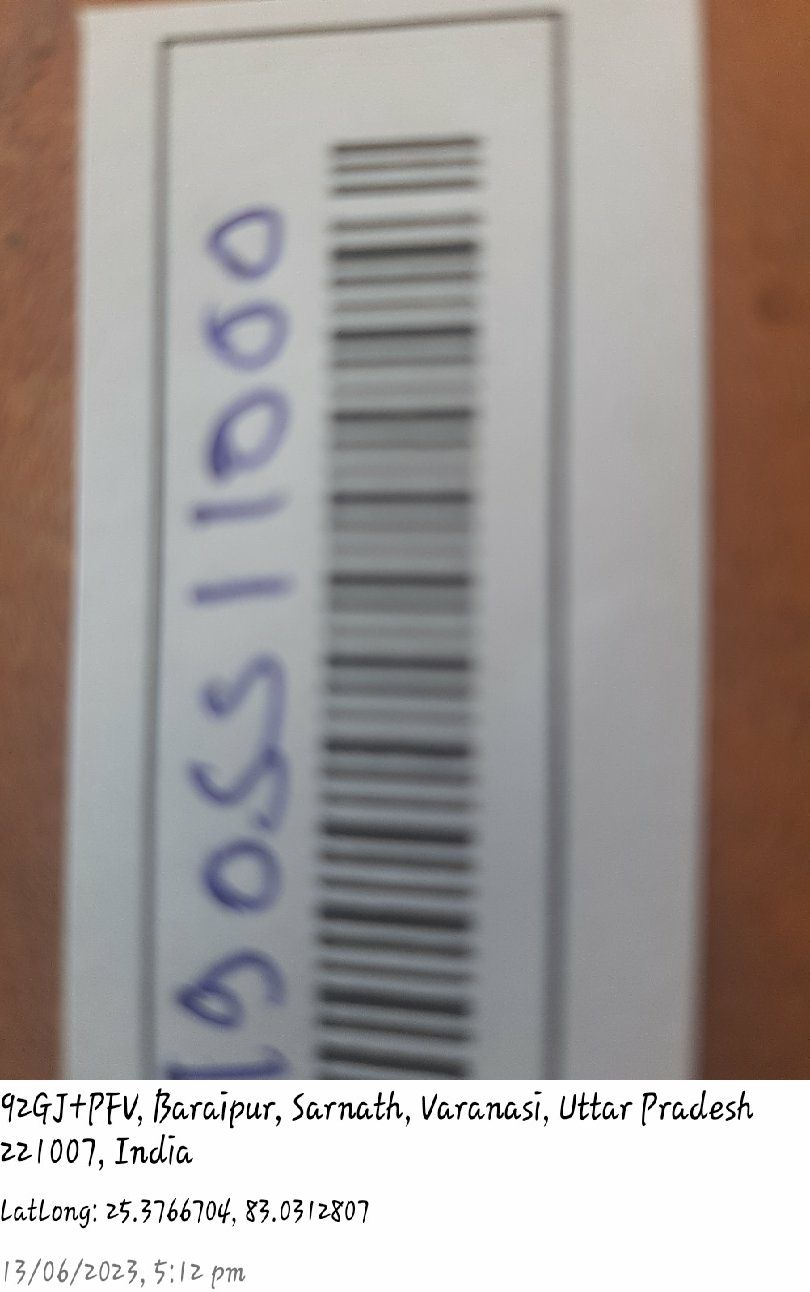 1905511000
92GJ+PFV, Baraipur, Sarnath, Varanasi, Uttar Pradesh
221007, India
LatLong: 25.3766704, 83.0312807
13/06/2023, 5:12 pm